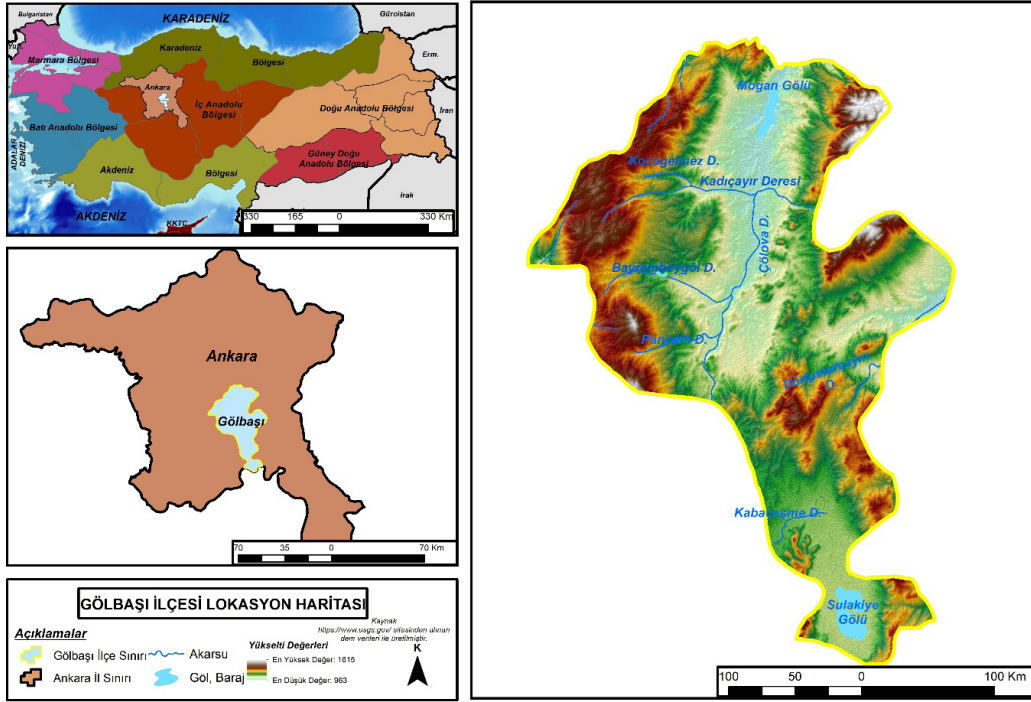 Bulgaristan
KARADENİZ
Gürcistan
Yun.
Marmara Bölgesi
Karadeniz
Bölgesi
Erm.
Ankara
İç Anadolu
Bölgesi
Doğu Anadolu Bölgesi
İran
Batı Anadolu Bölgesi
ADALAR
DENİZİ
Güney Doğu
Anadolu Bölgesi
Akdeniz
Bölgesi
Irak
AKDENİZ
KKTC
330 165 0 330 Km
Ankara
Gölbaşı
70 35 0 70 Km
GÖLBAŞI İLÇESİ LOKASYON HARİTASI
Kaynak
https://www.usgs.gov/ sitesinden alınan
dem verileri ile üretilmiştir.
Açıklamalar
Gölbaşı İlçe Sınırı
Akarsu
Ankara İl Sınırı
Göl, Baraj
Yükselti Değerleri
En Yüksek Değer: 1615
En Düşük Değer: 963
K
Mogan Gölü
Kadıçayır Deresi
Çölova D.
Bayrambeygöl D.
D.
Kabaçeşme D.
Sulakiye
Gölü
100 50 0 100 Km